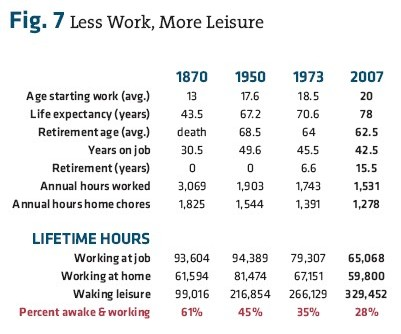 Fig. 7 Less Work, More Leisure
1870 1950 1973 2007
Age starting work (avg.) 13 17.6 18.5 20
Life expectancy (years) 43.5 67.2 70.6 78
Retirement age (avg.) death 68.5 64 62.5
Years on job 30.5 49.6 45.5 42.5
Retirement (years) 0 0 6.6 15.5
Annual hours worked 3,069 1,903 1,743 1,531
Annual hours home chores 1,825 1,544 1,391 1,278
LIFETIME HOURS
Working at job 93,604 94,389 79,307 65,068
Working at home 61,594 81,474 67,151 59,800
Waking leisure 99,016 216,854 266,129 329,452
Percent awake & working 61% 45% 35% 28%